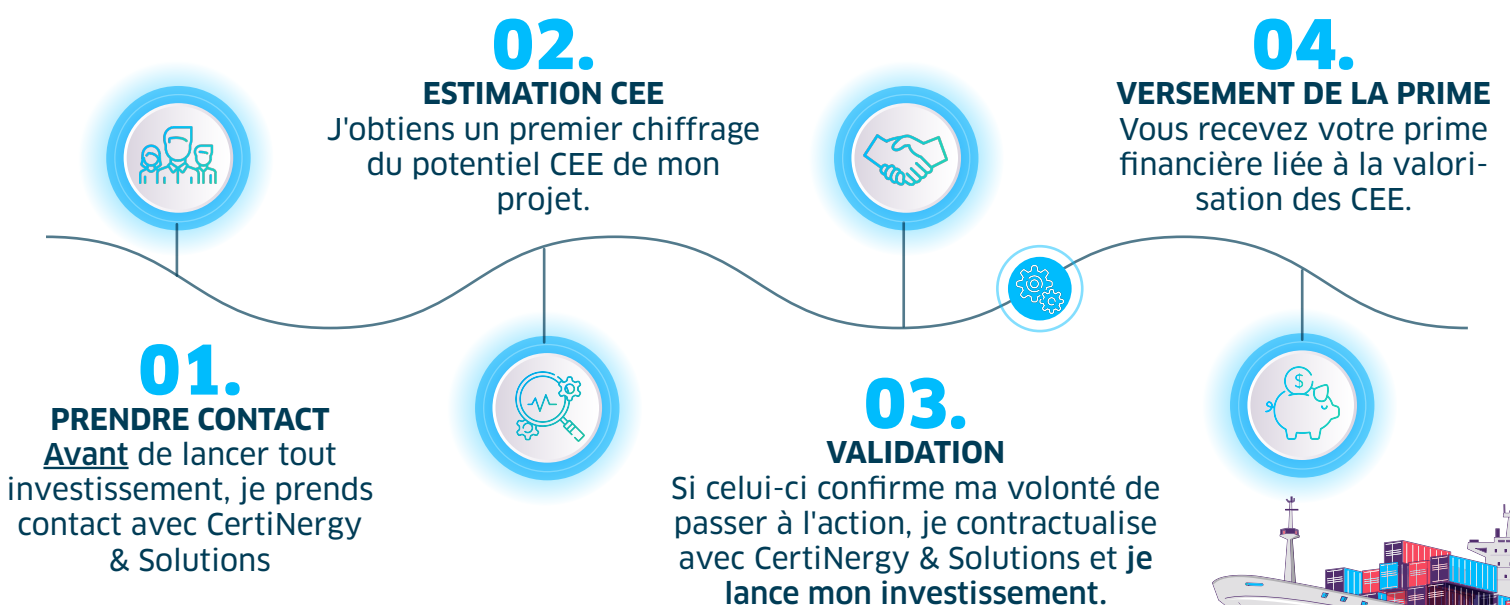 01.
PRENDRE CONTACT
Avant de lancer tout
investissement, je prends
contact avec CertiNergy
& Solutions
02.
ESTIMATION CEE
J'obtiens un premier chiffrage
du potentiel CEE de mon
projet.
03.
VALIDATION
Si celui-ci confirme ma volonté de
passer à l'action, je contractualise
avec CertiNergy & Solutions et je
lance mon investissement.
04.
VERSEMENT DE LA PRIME
Vous recevez votre prime
financière liée à la valori-
sation des CEE.
$